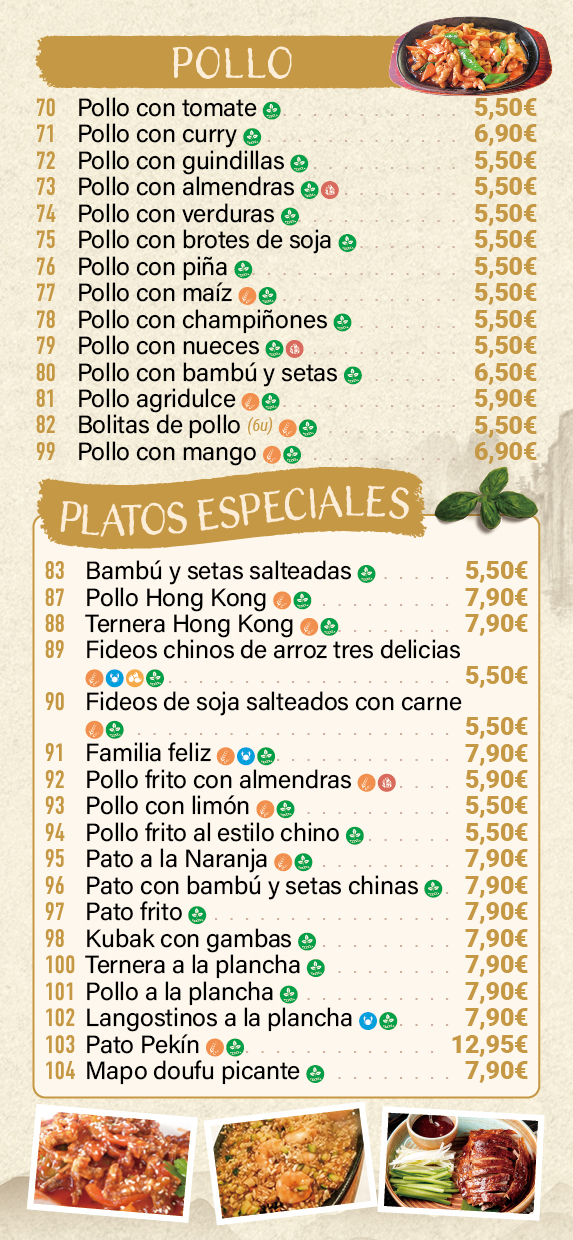 POLLO
70 Pollo con tomate 5,50€
71 Pollo con curry 6,90€
72 Pollo con guindillas 5,50€
73 Pollo con almendras 5,50€
74 Pollo con verduras 5,50€
75 Pollo con brotes de soja 5,50€
76 Pollo con piña 5,50€
77 Pollo con maíz 5,50€
78 Pollo con champiñones 5,50€
79 Pollo con nueces 5,50€
80 Pollo con bambú y setas 6,50€
81 Pollo agridulce 5,90€
82 Bolitas de pollo (6u) 5,50€
99 Pollo con mango 6,90€
PLATOS ESPECIALES
83 Bambú y setas salteadas 5,50€
87 Pollo Hong Kong 7,90€
88 Ternera Hong Kong 7,90€
89 Fideos chinos de arroz tres delicias
5,50€
90 Fideos de soja salteados con carne
5,50€
91 Familia feliz 7,90€
92 Pollo frito con almendras 5,90€
93 Pollo con limón 5,50€
94 Pollo frito al estilo chino 5,50€
95 Pato a la Naranja 7,90€
96 Pato con bambú y setas chinas 7,90€
97 Pato frito 7,90€
98 Kubak con gambas 7,90€
100 Ternera a la plancha 7,90€
101 Pollo a la plancha 7,90€
102 Langostinos a la plancha 7,90€
103 Pato Pekín 12,95€
104 Mapo doufu picante 7,90€